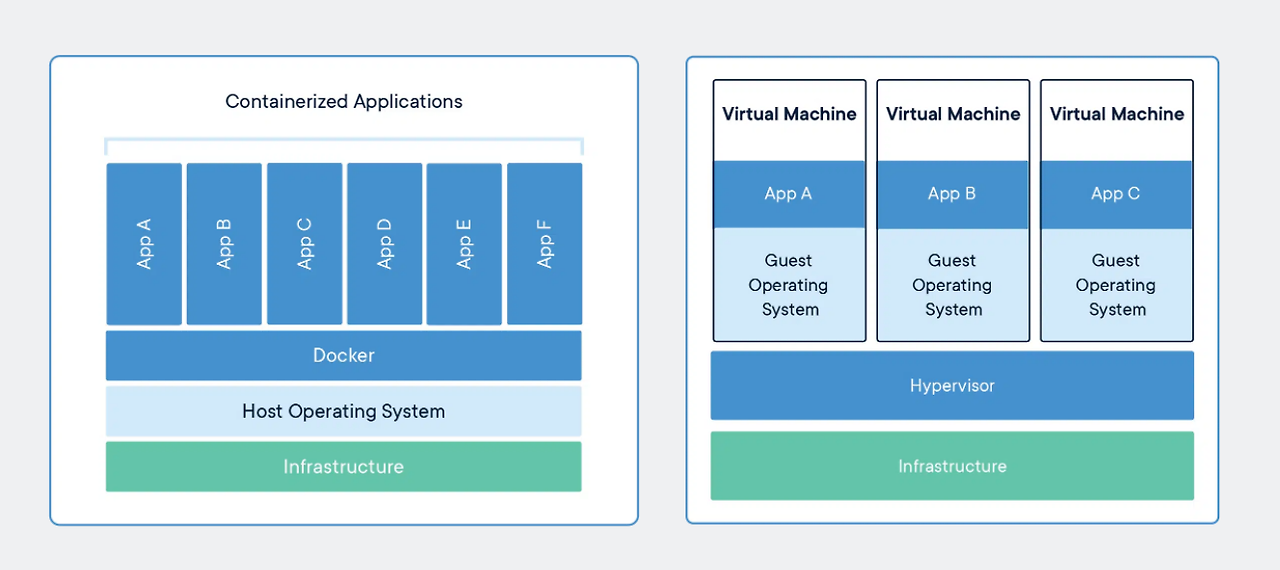 Containerized Applications
App A
App B
App C
App D
App E
App F
Docker
Host Operating System
Infrastructure
Virtual Machine
App A
Guest
Operating
System
Virtual Machine
App B
Guest
Operating
System
Virtual Machine
App C
Guest
Operating
System
Hypervisor
Infrastructure